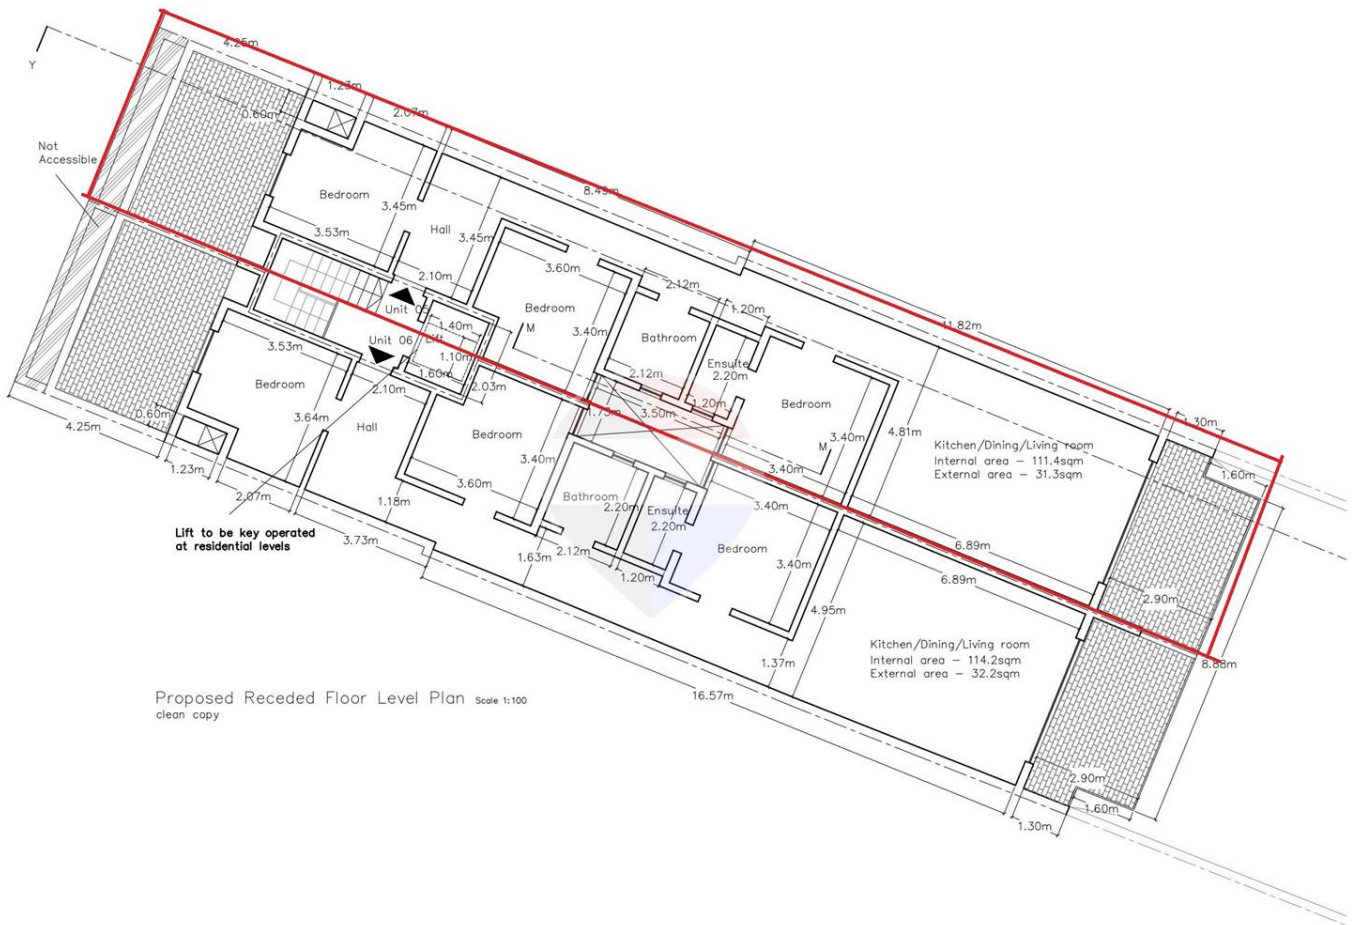 4.25m
Y
1.23m
2.07m
0.60m
Not
Accessible
8.49m
Bedroom
3.45m
Hall
3.53m
3.45m
2.10m
3.60m
2.12m
Bedroom
1.20m
Unit 05
11.82m
M
1.40m
3.40m
Bathroom
Unit 06
Lift
3.53m
1.10m
Ensuite
2.20m
1.60m
2.12m
Bedroom
2.10m
2.03m
1.20m
Bedroom
0.60m
1.73m
3.50m
3.64m
4.25m
Hall
Bedroom
3.40m
4.81m
1.30m
M
Kitchen/Dining/Living room
Internal area - 111.4sqm
External area - 31.3sqm
3.40m
3.40m
1.60m
1.23m
3.60m
2.07m
1.18m
Bathroom
3.40m
2.20m
Ensuite
2.20m
Lift to be key operated
at residential levels
3.73m
6.89m
1.63m
2.12m
Bedroom
3.40m
6.89m
1.20m
2.90m
4.95m
Kitchen/Dining/Living room
Internal area - 114.2sqm
External area - 32.2sqm
1.37m
8.88m
16.57m
Proposed Receded Floor Level Plan Scale 1:100
clean copy
2.90m
1.60m
1.30m